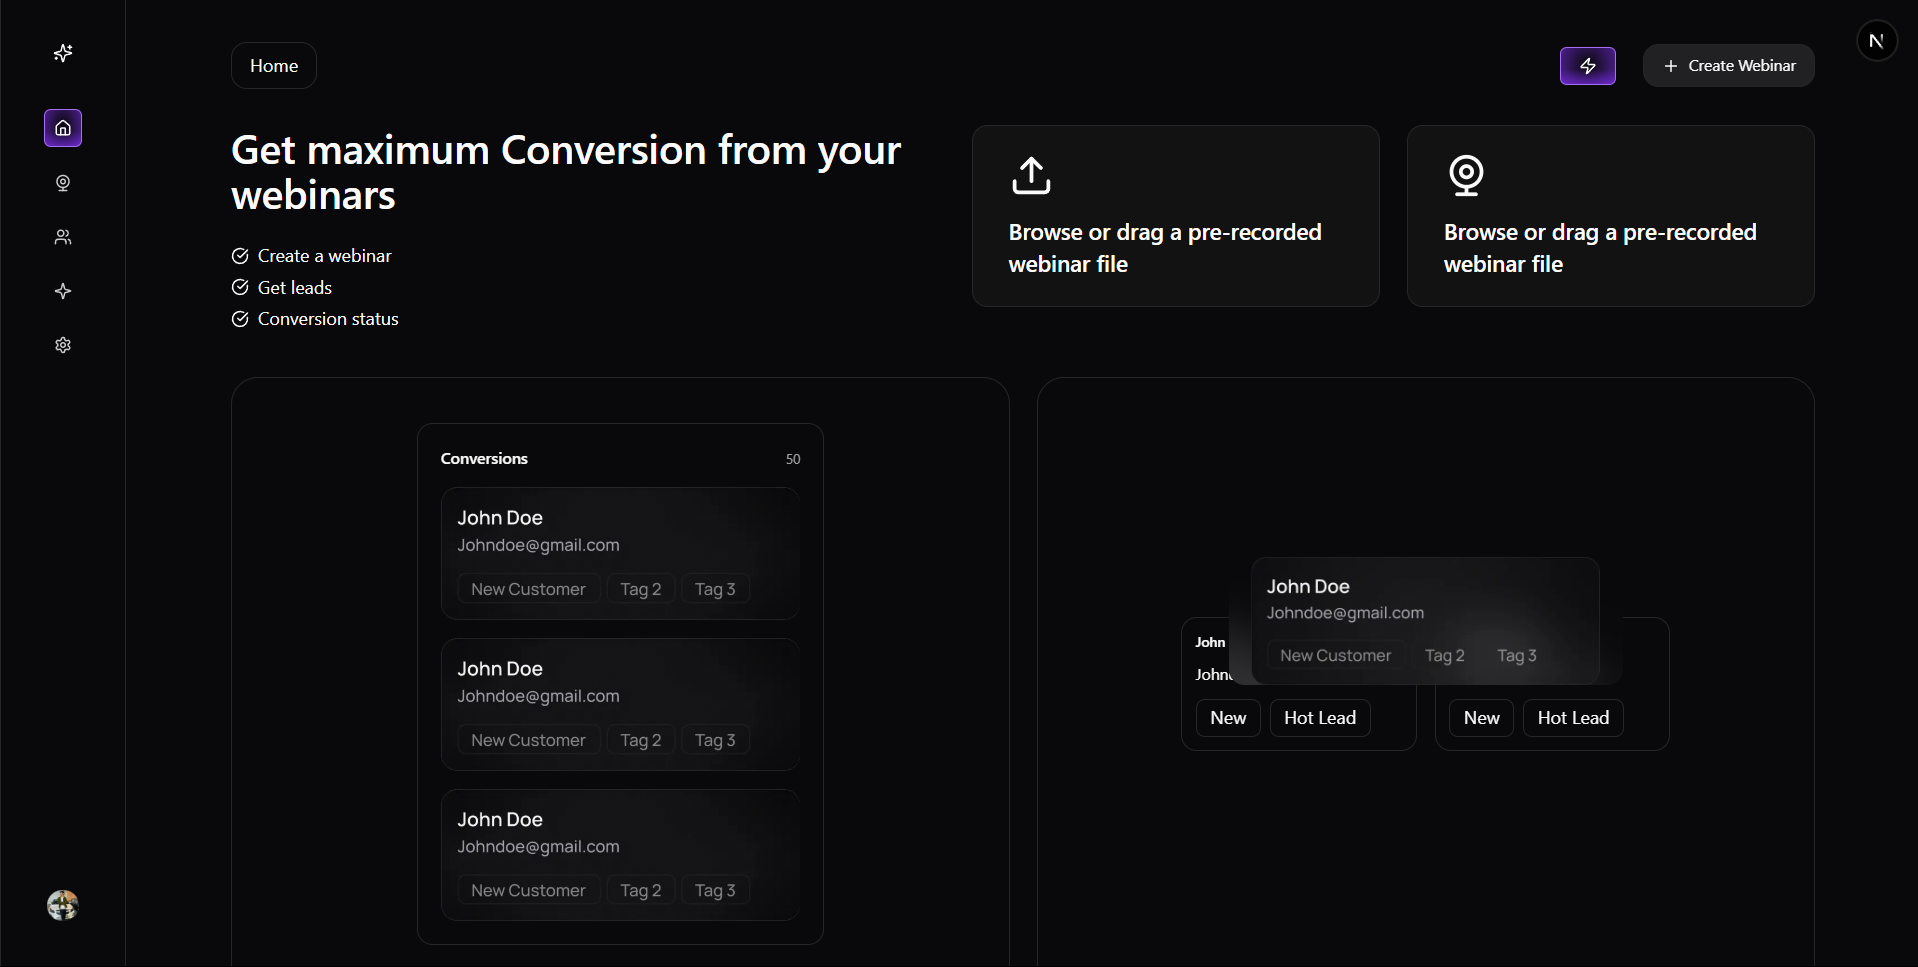 N
Home
Create Webinar
Get maximum Conversion from your
webinars
Create a webinar
Get leads
Conversion status
Browse or drag a pre-recorded
webinar file
Browse or drag a pre-recorded
webinar file
Conversions 50
John Doe
Johndoe@gmail.com
New Customer Tag 2 Tag 3
John Doe
Johndoe@gmail.com
New Customer Tag 2 Tag 3
John Doe
Johndoe@gmail.com
New Customer Tag 2 Tag 3
John Doe
Johndoe@gmail.com
New Customer Tag 2 Tag 3
John
New Hot Lead
New Hot Lead